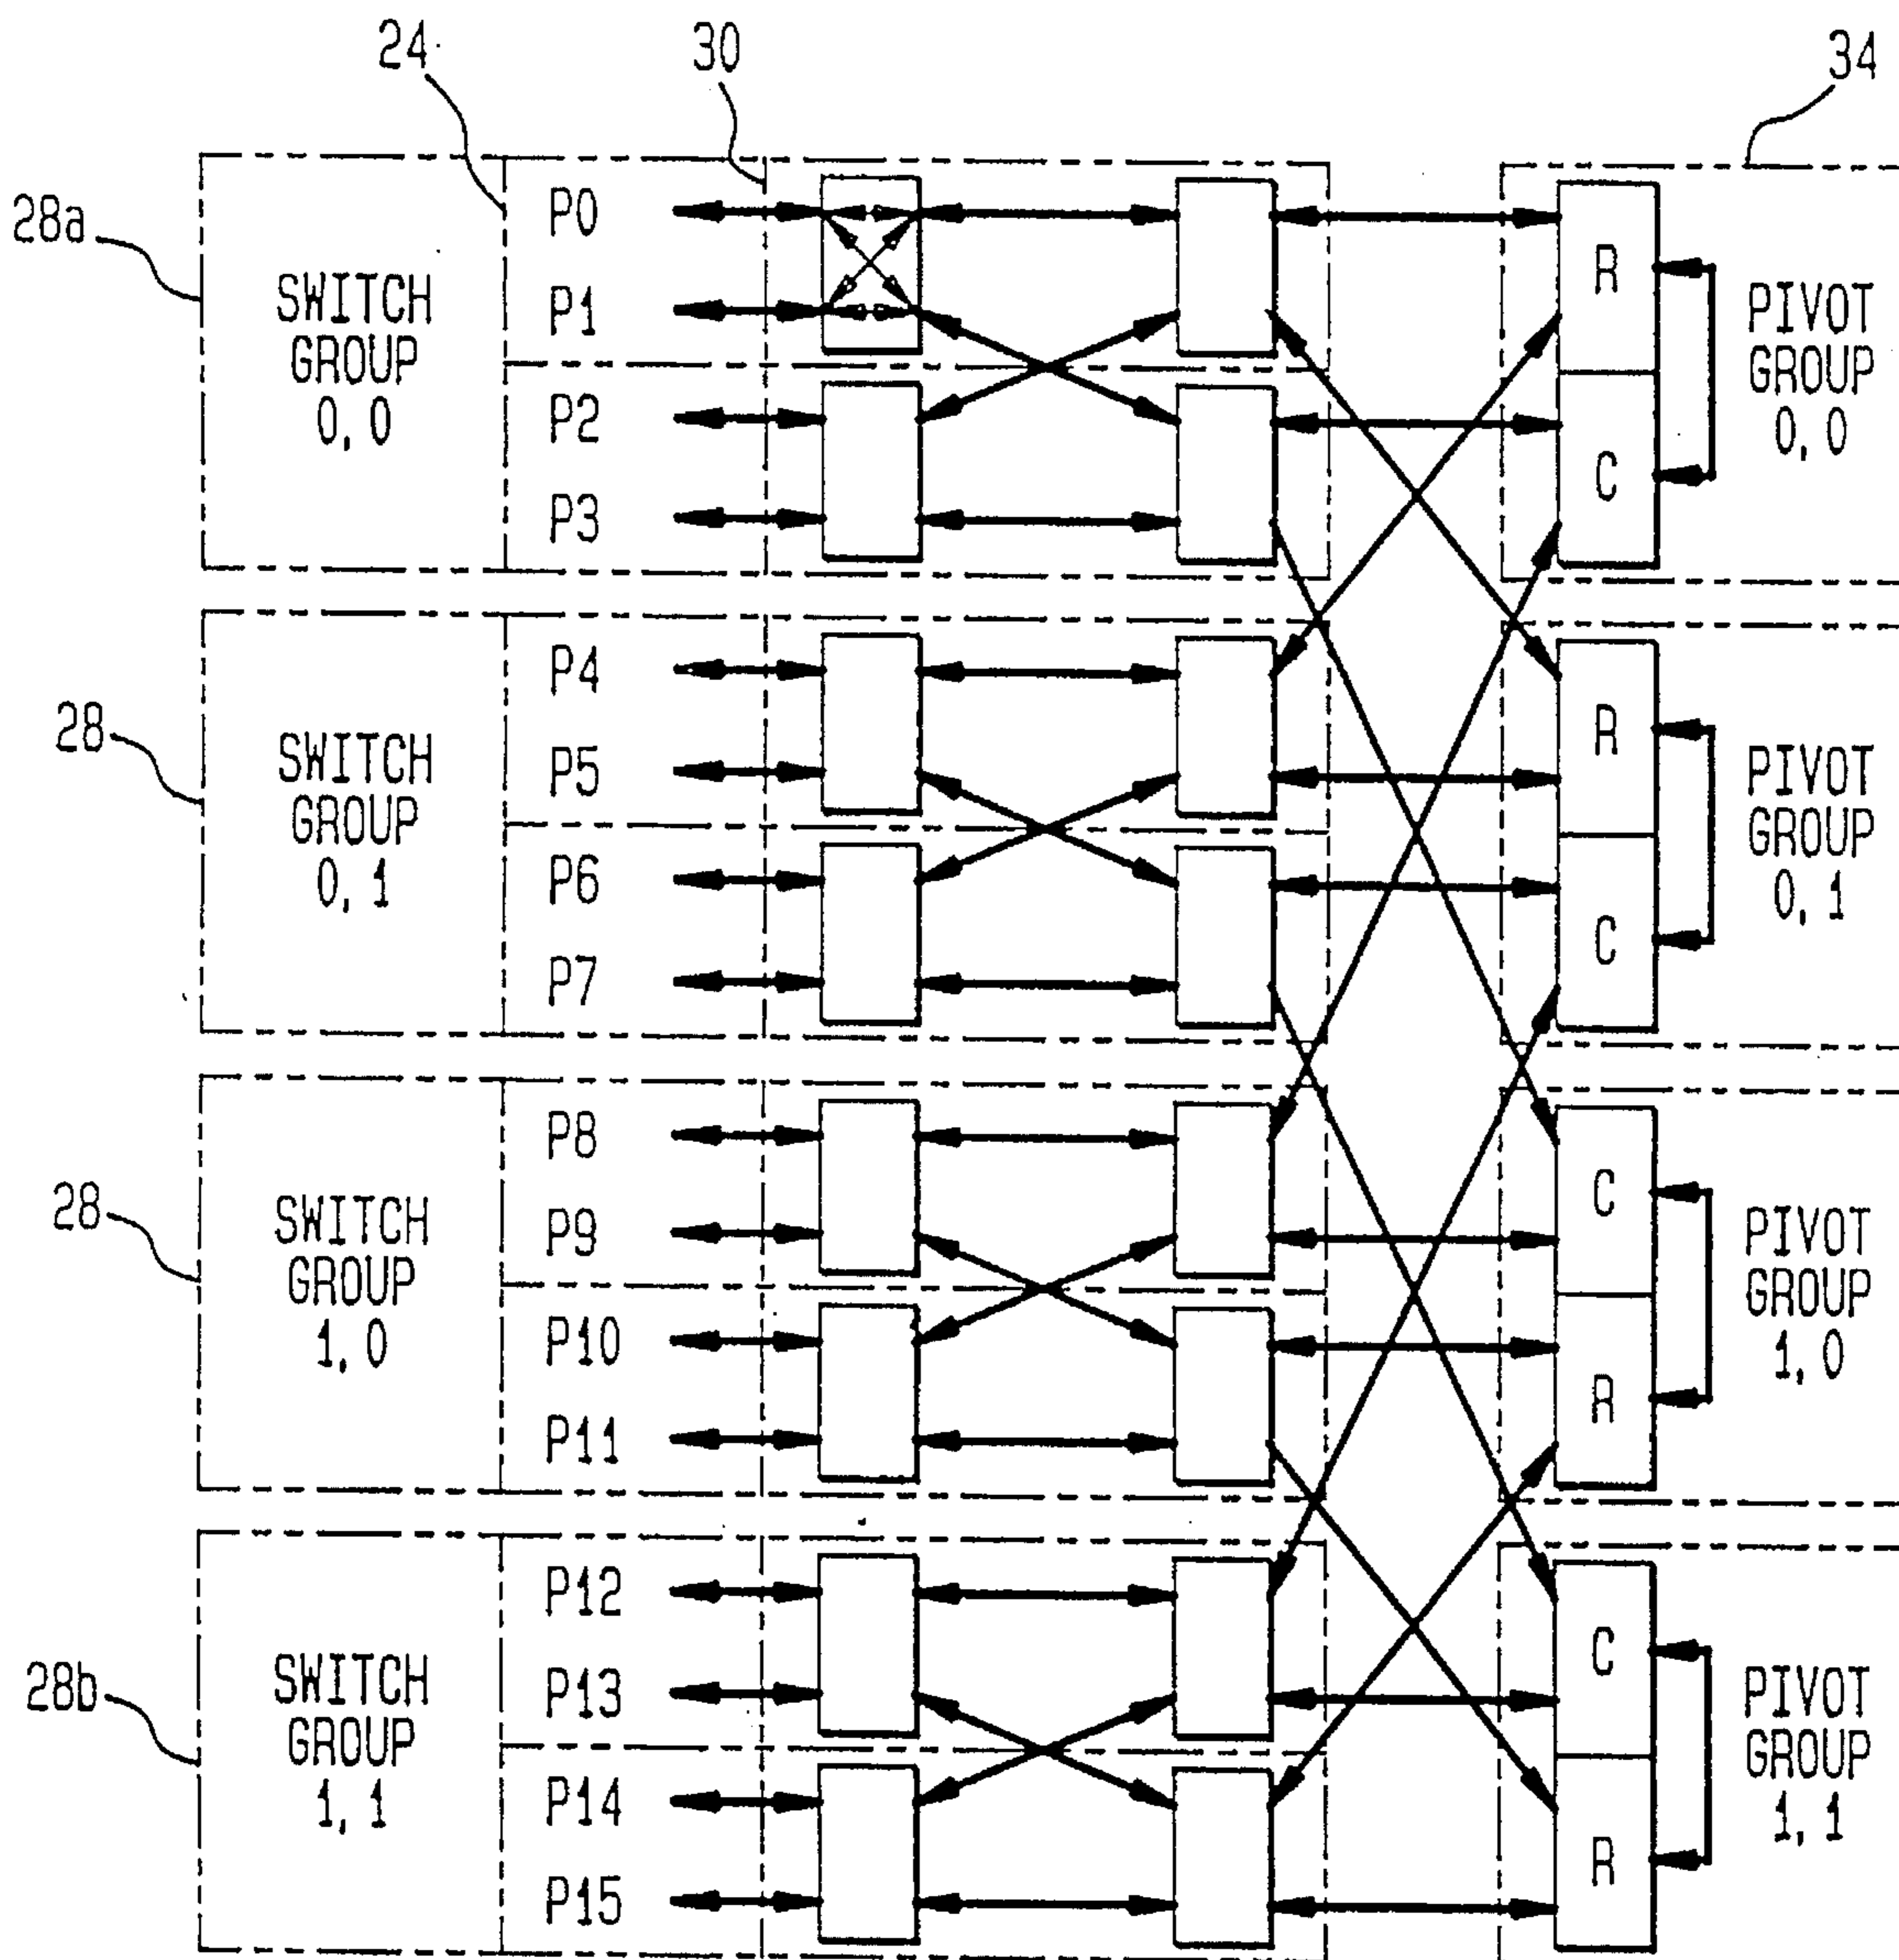 24
30
34
28a
SWITCH
GROUP
0, 0
P0
P1
P2
P3
R
C
PIVOT
GROUP
0, 0
28
SWITCH
GROUP
0, 1
P4
P5
P6
P7
R
C
PIVOT
GROUP
0, 1
28
SWITCH
GROUP
1, 0
P8
P9
P10
P11
C
R
PIVOT
GROUP
1, 0
28b
SWITCH
GROUP
1, 1
P12
P13
P14
P15
C
R
PIVOT
GROUP
1, 1